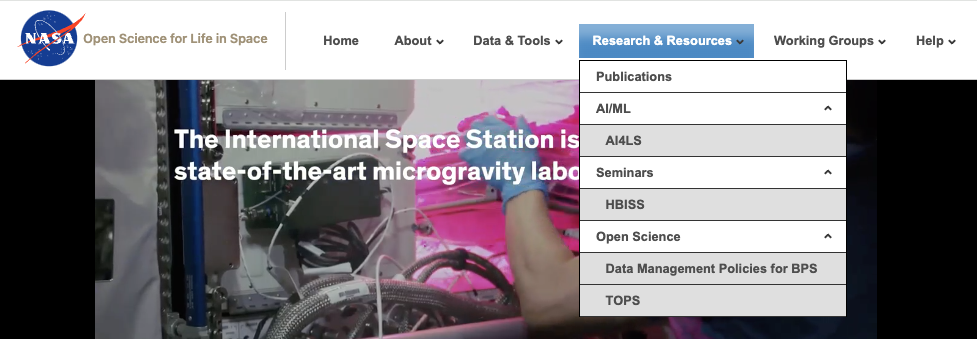 NASA
Open Science for Life in Space
Home
About
Data & Tools
Research & Resources
Working Groups
Help
Publications
AI/ML
AI4LS
Seminars
HBISS
Open Science
Data Management Policies for BPS
TOPS
The International Space Station is
state-of-the-art microgravity labo